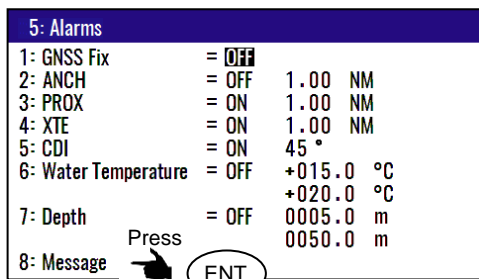 5: Alarms
1: GNSS Fix = OFF
2: ANCH = OFF 1.00 NM
3: PROX = ON 1.00 NM
4: XTE = ON 1.00 NM
5: CDI = ON 45 °
6: Water Temperature = OFF +015.0 °C
+020.0 °C
7: Depth = OFF 0005.0 m
0050.0 m
Press
8: Message
ENT